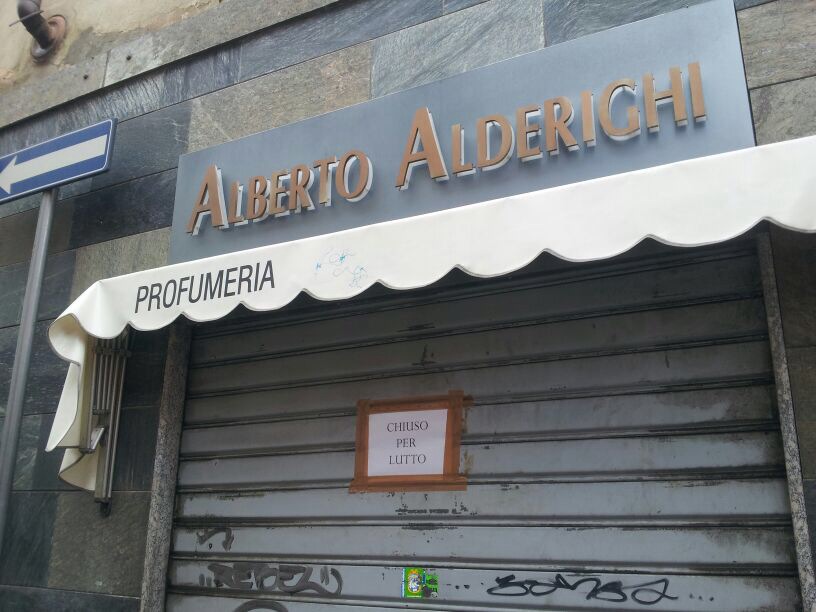 ALBERTO ALDERIGHI
PROFUMERIA
CHIUSO
PER
LUTTO